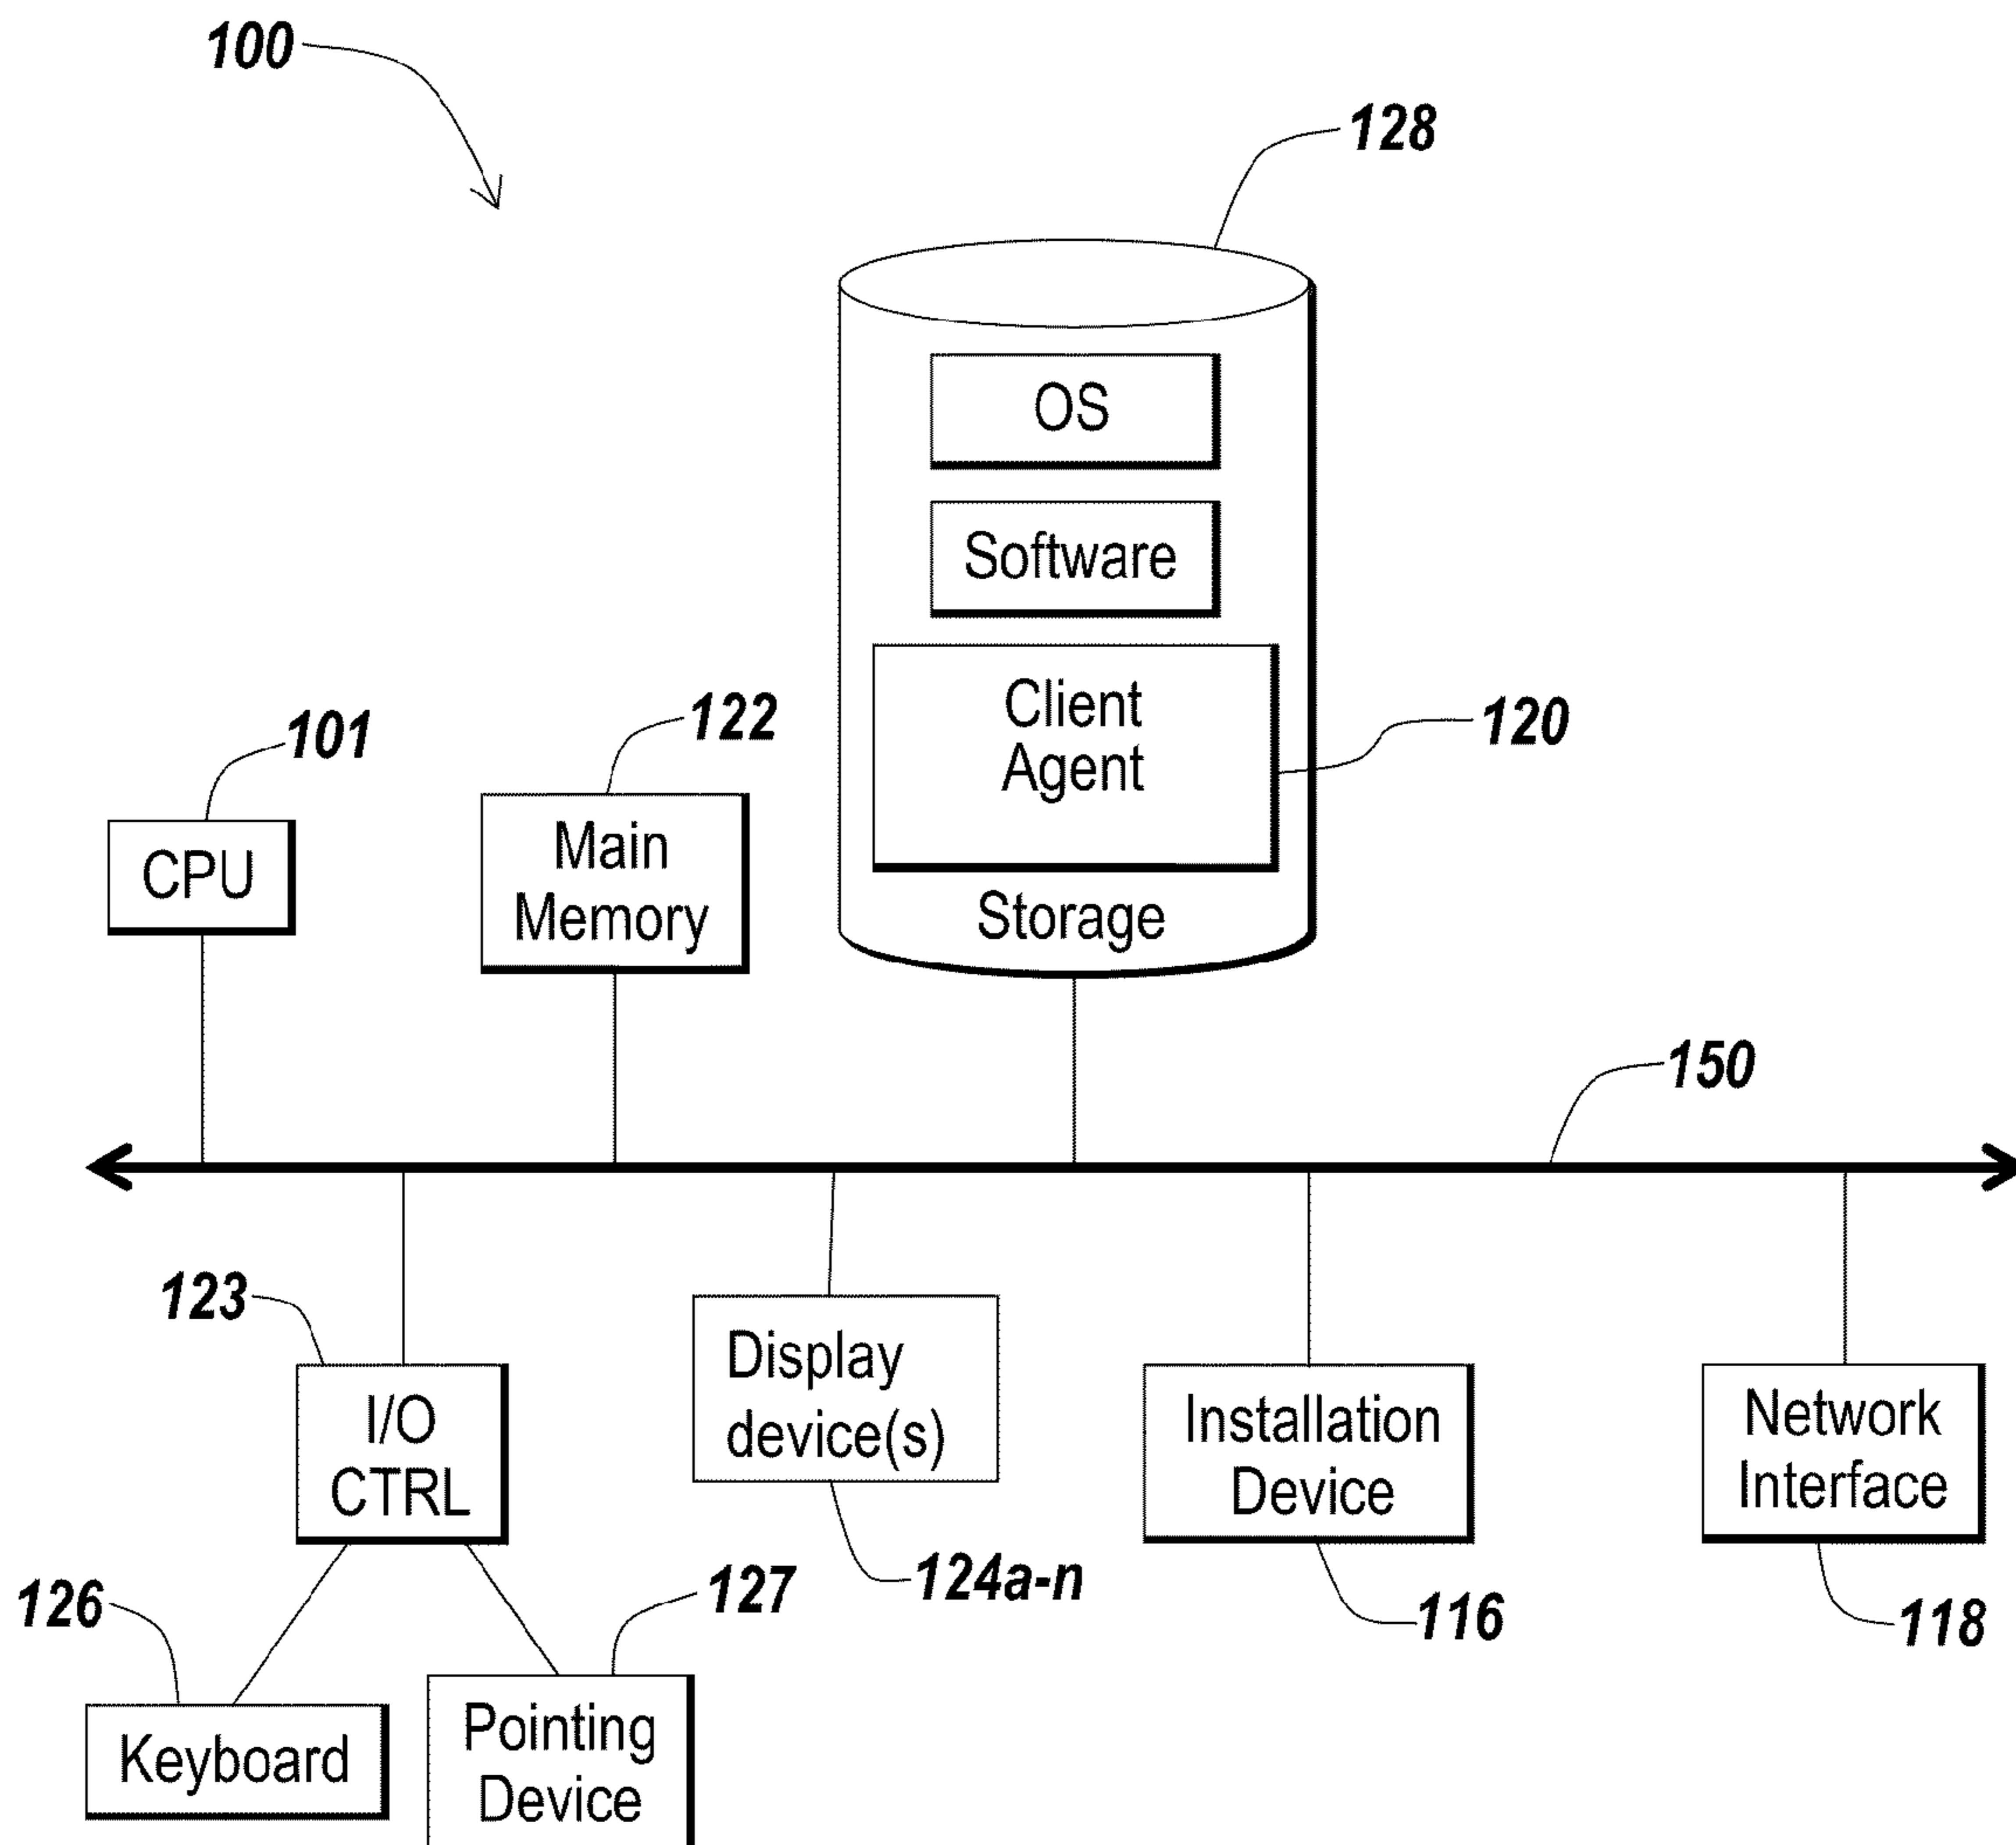 100
128
OS
Software
Client
Agent
120
Storage
101
CPU
122
Main
Memory
150
123
I/O
CTRL
Display
device(s)
124a-n
Installation
Device
116
Network
Interface
118
126
Keyboard
127
Pointing
Device